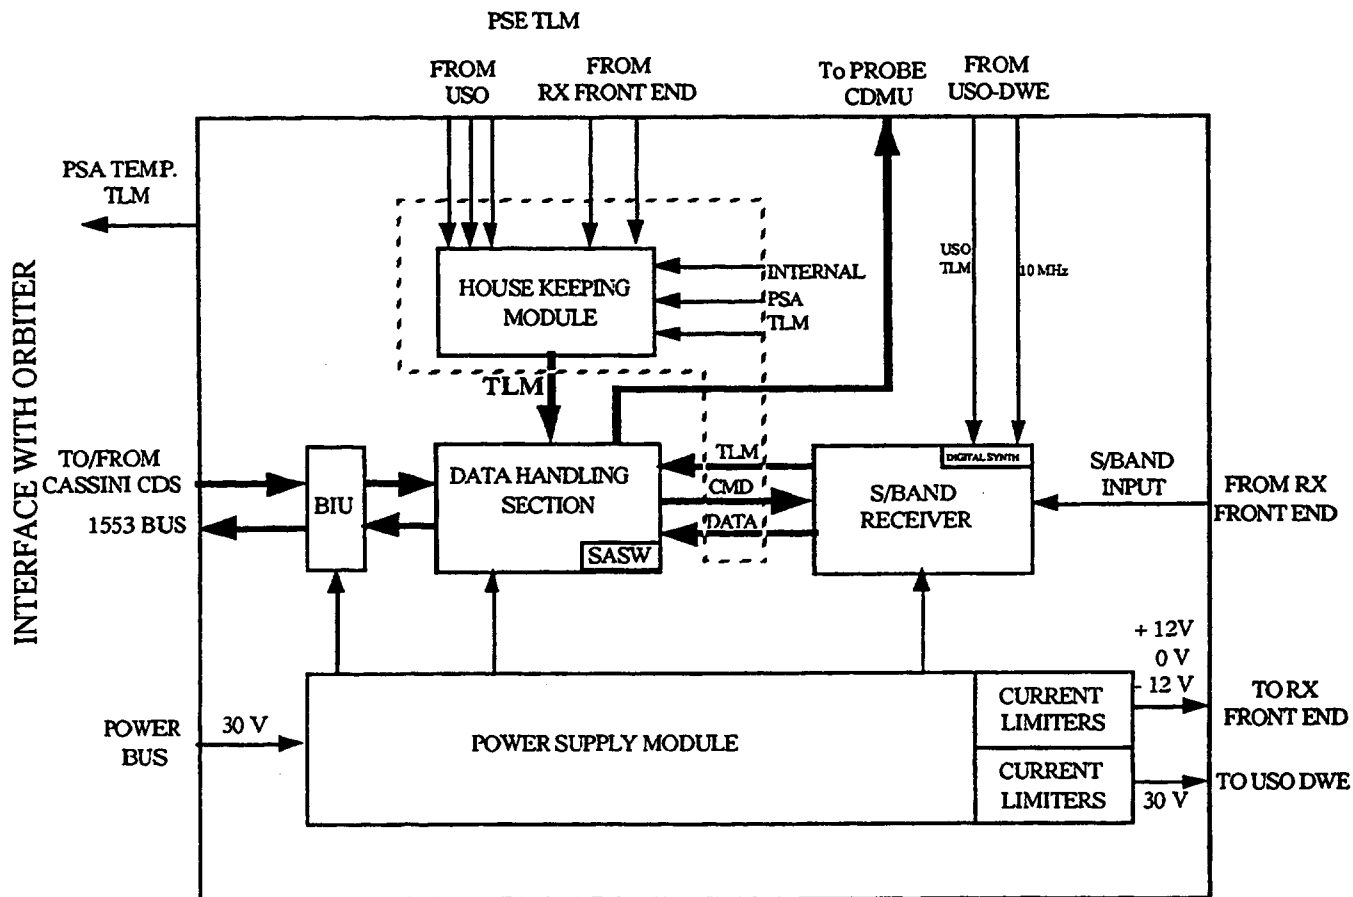 PSE TLM
FROM
USO
FROM
RX FRONT END
To PROBE
CDMU
FROM
USO-DWE
PSA TEMP.
TLM
INTERFACE WITH ORBITER
USO
TLM
10 MHz
HOUSE KEEPING
MODULE
INTERNAL
PSA
TLM
TLM
TO/FROM
CASSINI CDS
1553 BUS
BIU
DATA HANDLING
SECTION
SASW
TLM
CMD
DATA
DIGITAL SYNTH
S/BAND
RECEIVER
S/BAND
INPUT
FROM RX
FRONT END
+ 12V
0 V
- 12 V
POWER
BUS
30 V
POWER SUPPLY MODULE
CURRENT
LIMITERS
TO RX
FRONT END
CURRENT
LIMITERS
30 V
TO USO DWE